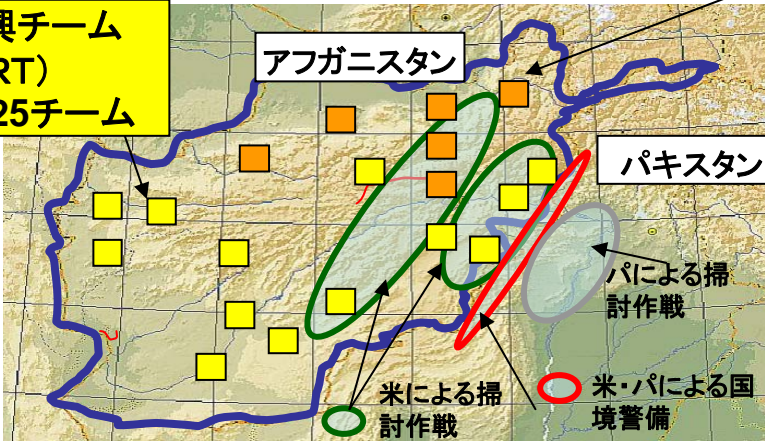 興チーム
RT）
25チーム
アフガニスタン
パキスタン
パによる掃
討作戦
米による掃
討作戦
米・パによる国
境警備